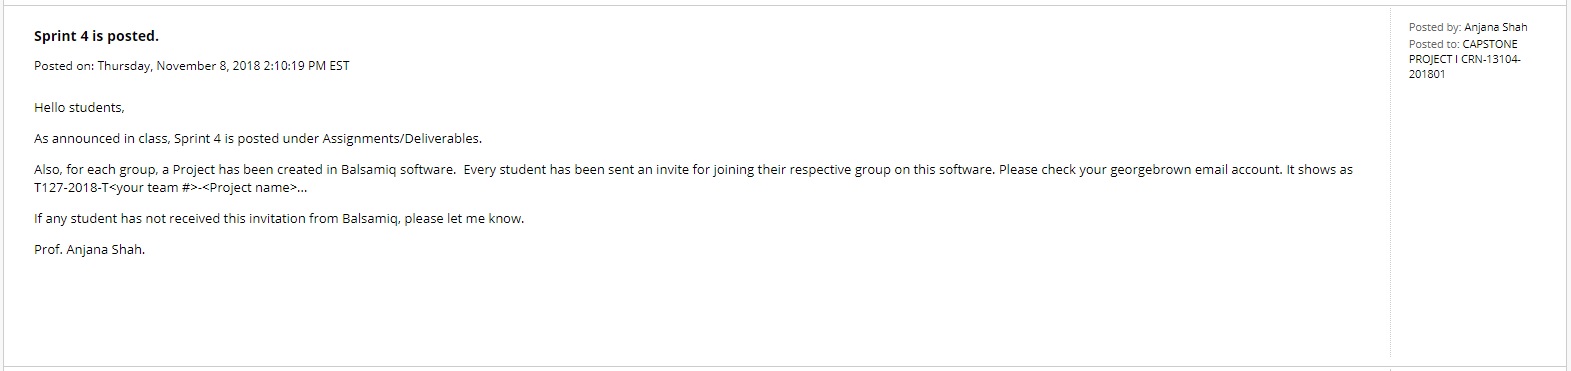 Sprint 4 is posted.
Posted on: Thursday, November 8, 2018 2:10:19 PM EST
Hello students,
As announced in class, Sprint 4 is posted under Assignments/Deliverables.
Also, for each group, a Project has been created in Balsamiq software.  Every student has been sent an invite for joining their respective group on this software. Please check your georgebrown email account. It shows as
T127-2018-T<your team #>-<Project name>...
If any student has not received this invitation from Balsamiq, please let me know.
Prof. Anjana Shah.
Posted by: Anjana Shah
Posted to: CAPSTONE
PROJECT I CRN-13104-
201801